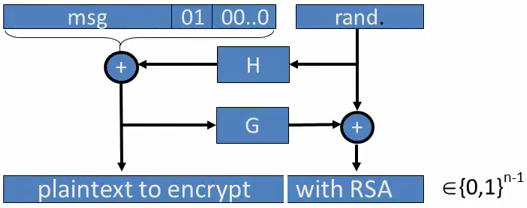 msg 01 00..0 rand.
+ H
G +
plaintext to encrypt with RSA ∈{0,1}ⁿ⁻¹